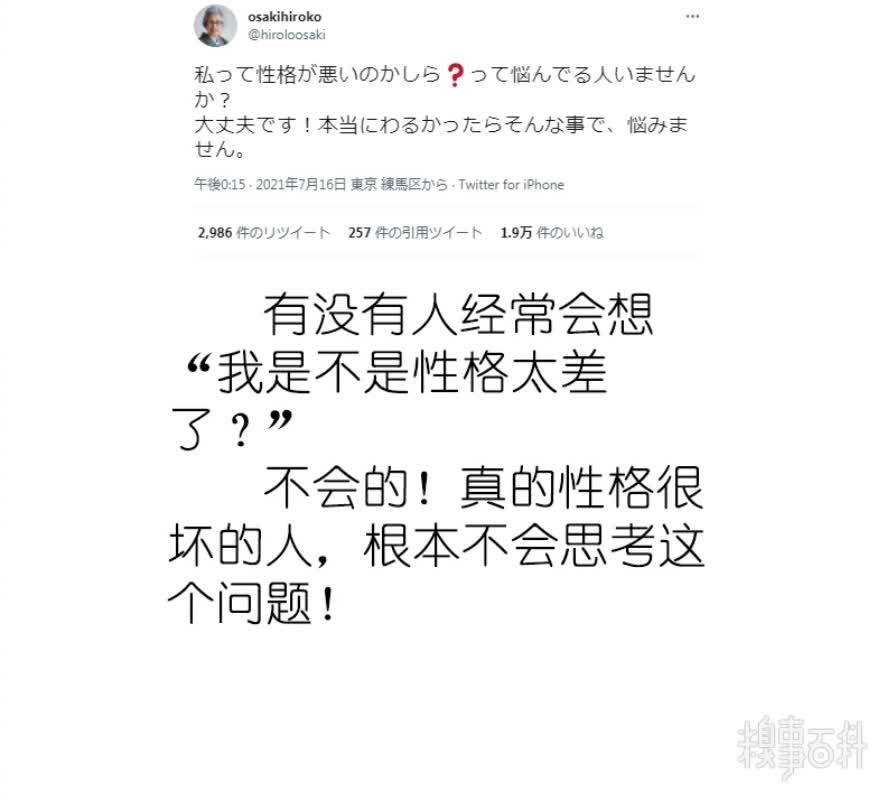 osakihiroko
@hiroloosaki
私って性格が悪いのかしら❓って悩んでる人いません
か？
大丈夫です！本当にわるかったらそんな事で、悩みま
せん。
午後0:15 · 2021年7月16日 東京 練馬区から · Twitter for iPhone
2,986 件のリツイート 257 件の引用ツイート 1.9万 件のいいね
有没有人经常会想
“我是不是性格太差
了？”
不会的！真的性格很
坏的人，根本不会思考这
个问题！
糗事百科